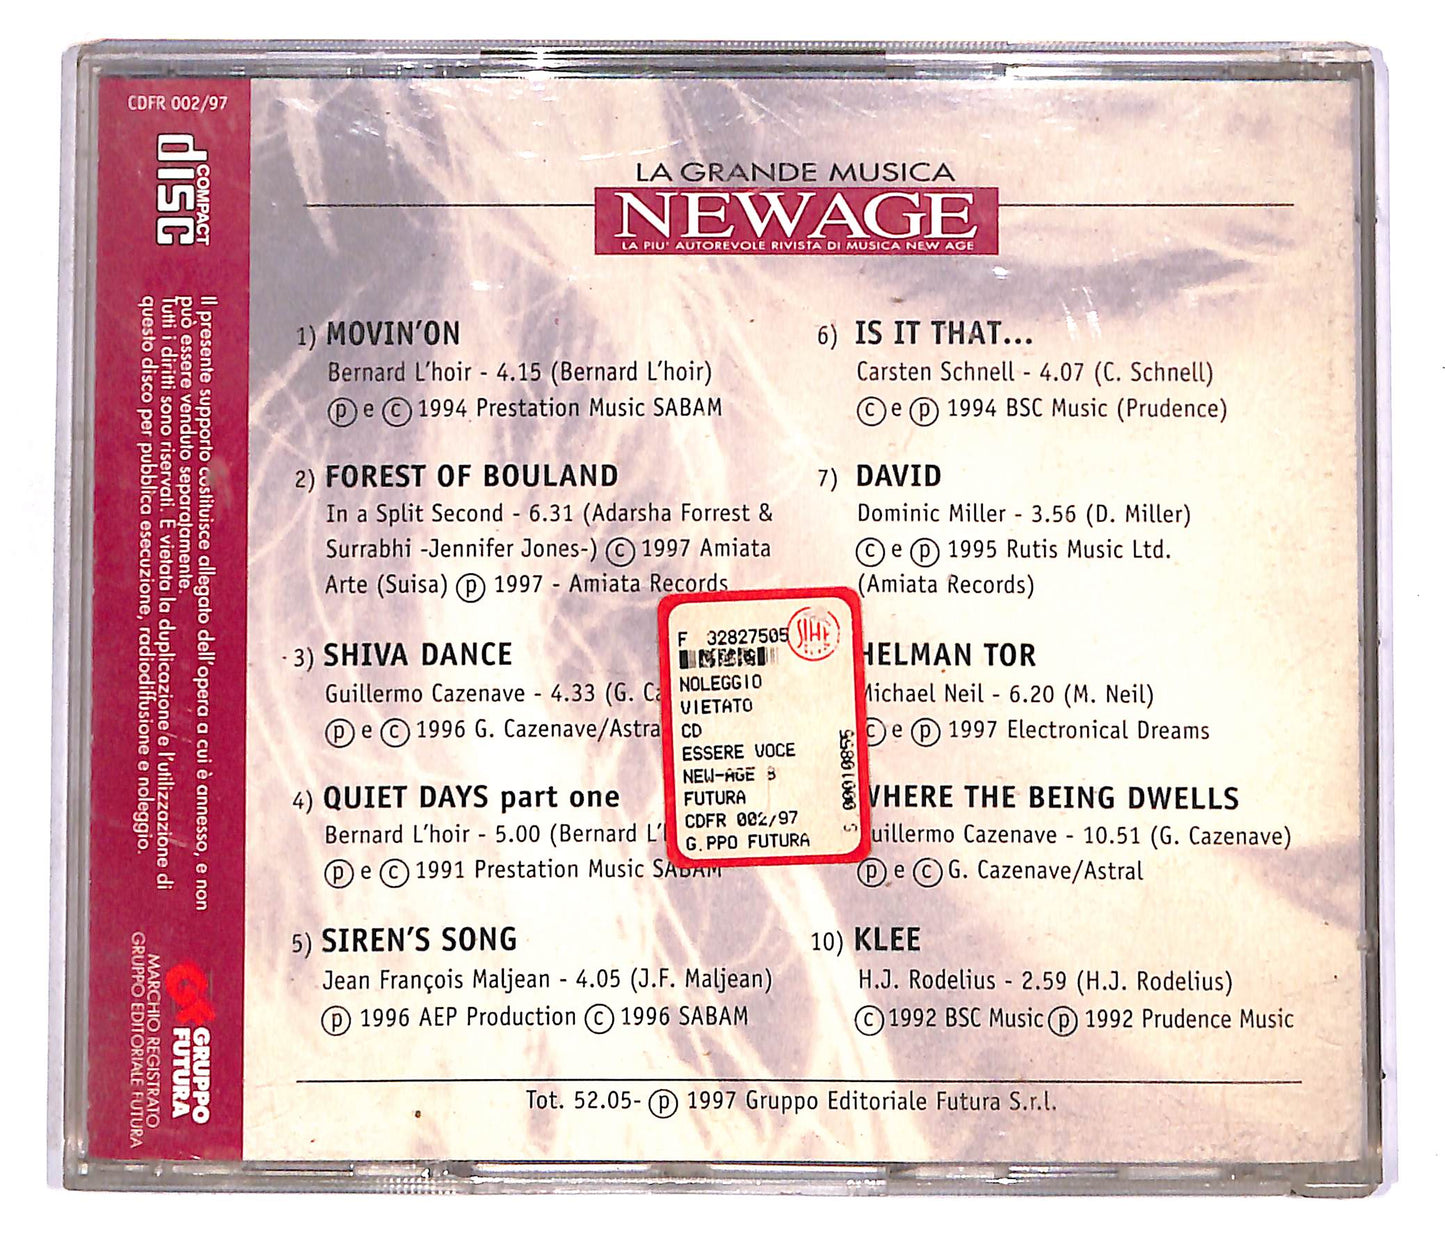 CDFR 002/97
COMPACT
disc
Il presente supporto costituisce allegato dell'opera a cui è annesso, e non
può essere venduto separatamente.
Tutti i diritti sono riservati. E vietata la duplicazione e l'utilizzazione di
questo disco per pubblica esecuzione, radiodiffusione e noleggio.
GRUPPO
FUTURA
MARCHIO REGISTRATO
GRUPPO EDITORIALE FUTURA
LA GRANDE MUSICA
NEWAGE
LA PIU' AUTOREVOLE RIVISTA DI MUSICA NEW AGE
1) MOVIN'ON
Bernard L'hoir - 4.15 (Bernard L'hoir)
ⓟ e ⓒ 1994 Prestation Music SABAM
2) FOREST OF BOULAND
In a Split Second - 6.31 (Adarsha Forrest &
Surrabhi -Jennifer Jones-) ⓒ 1997 Amiata
Arte (Suisa) ⓟ 1997 - Amiata Records
3) SHIVA DANCE
Guillermo Cazenave - 4.33 (G.
ⓟ e ⓒ 1996 G. Cazenave/Astra
4) QUIET DAYS part one
Bernard L'hoir - 5.00 (Bernard
ⓟ e ⓒ 1991 Prestation Music SABAM
5) SIREN'S SONG
Jean François Maljean - 4.05 (J.F. Maljean)
ⓟ 1996 AEP Production ⓒ 1996 SABAM
6) IS IT THAT...
Carsten Schnell - 4.07 (C. Schnell)
ⓒ e ⓟ 1994 BSC Music (Prudence)
7) DAVID
Dominic Miller - 3.56 (D. Miller)
ⓒ e ⓟ 1995 Rutis Music Ltd.
(Amiata Records)
HELMAN TOR
Michael Neil - 6.20 (M. Neil)
ⓒ e ⓟ 1997 Electronical Dreams
WHERE THE BEING DWELLS
Guillermo Cazenave - 10.51 (G. Cazenave)
ⓟ e ⓒ G. Cazenave/Astral
10) KLEE
H.J. Rodelius - 2.59 (H.J. Rodelius)
ⓒ 1992 BSC Music ⓟ 1992 Prudence Music
F 32827505
NOLEGGIO
VIETATO
CD
ESSERE VOCE
NEW-AGE 3
FUTURA
CDFR 002/97
G.PPO FUTURA
Tot. 52.05- ⓟ 1997 Gruppo Editoriale Futura S.r.l.